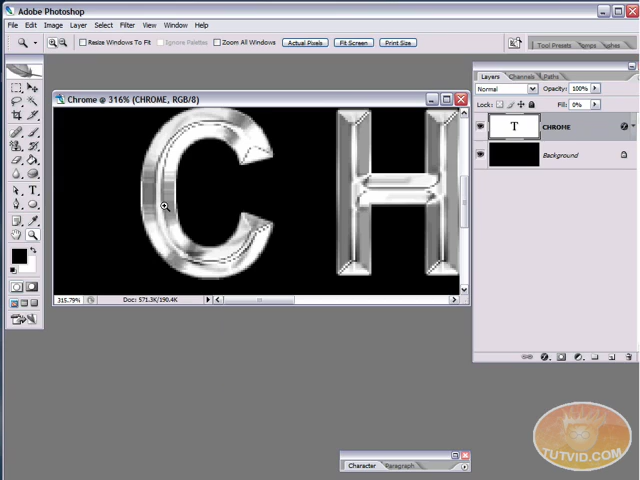 Adobe Photoshop
File Edit Image Layer Select Filter View Window Help
Resize Windows To Fit Ignore Palettes Zoom All Windows Actual Pixels Fit Screen Print Size
Tool Presets
Layers Channels Paths
Normal Opacity: 100%
Lock: Fill: 0%
T CHROME
Background
Chrome @ 316% (CHROME, RGB/8)
CH
T
315.79% Doc: 571.3K/190.4K
TUTVID.COM
Character Paragraph